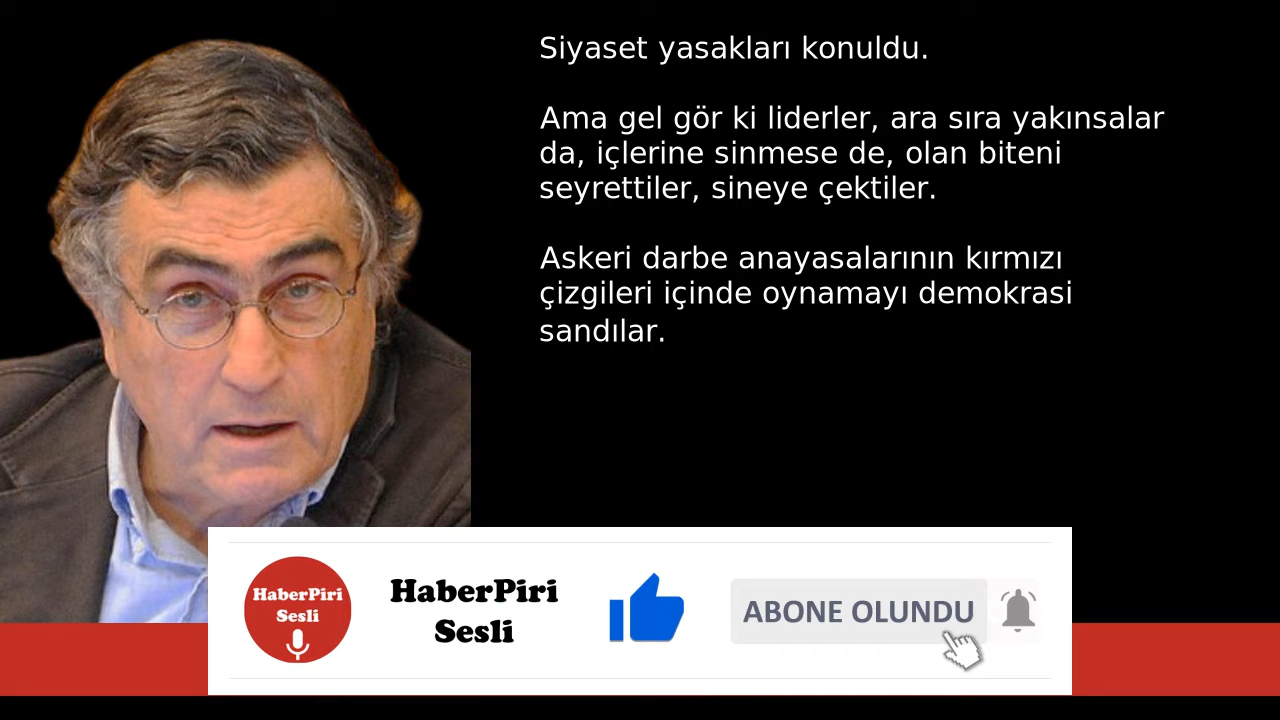 Siyaset yasakları konuldu.
Ama gel gör ki liderler, ara sıra yakınsalar
da, içlerine sinmese de, olan biteni
seyrettiler, sineye çektiler.
Askeri darbe anayasalarının kırmızı
çizgileri içinde oynamayı demokrasi
sandılar.
HaberPiri
Sesli
HaberPiri
Sesli
ABONE OLUNDU